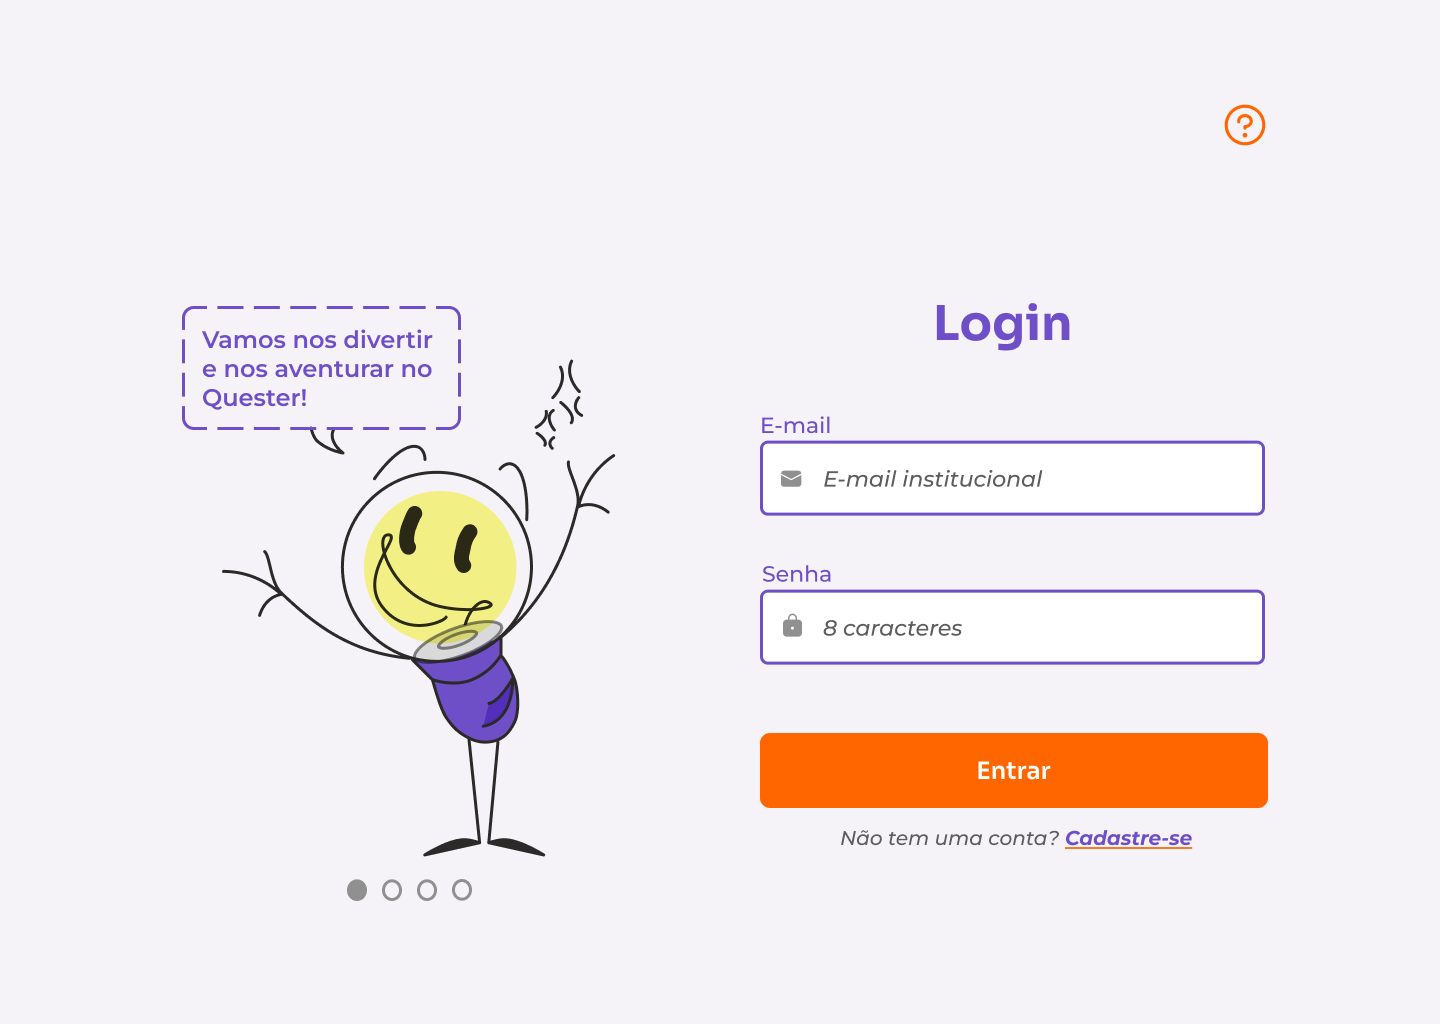 ?
Vamos nos divertir
e nos aventurar no
Quester!
Login
E-mail
E-mail institucional
Senha
8 caracteres
Entrar
Não tem uma conta? Cadastre-se